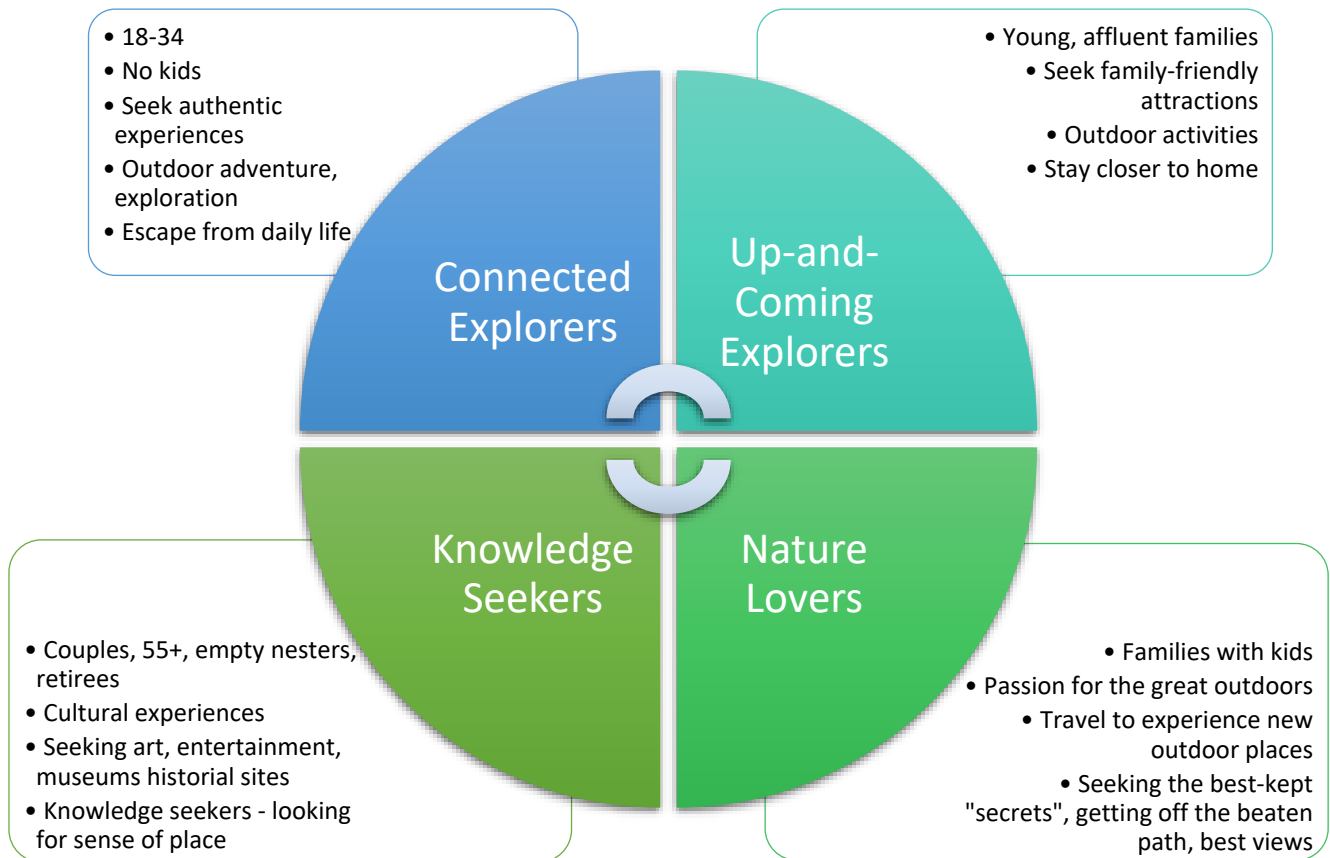 • 18-34
• No kids
• Seek authentic
experiences
• Outdoor adventure,
exploration
• Escape from daily life
• Young, affluent families
• Seek family-friendly
attractions
• Outdoor activities
• Stay closer to home
Connected
Explorers
Up-and-
Coming
Explorers
Knowledge
Seekers
Nature
Lovers
• Couples, 55+, empty nesters,
retirees
• Cultural experiences
• Seeking art, entertainment,
museums historial sites
• Knowledge seekers - looking
for sense of place
• Families with kids
• Passion for the great outdoors
• Travel to experience new
outdoor places
• Seeking the best-kept
"secrets", getting off the beaten
path, best views